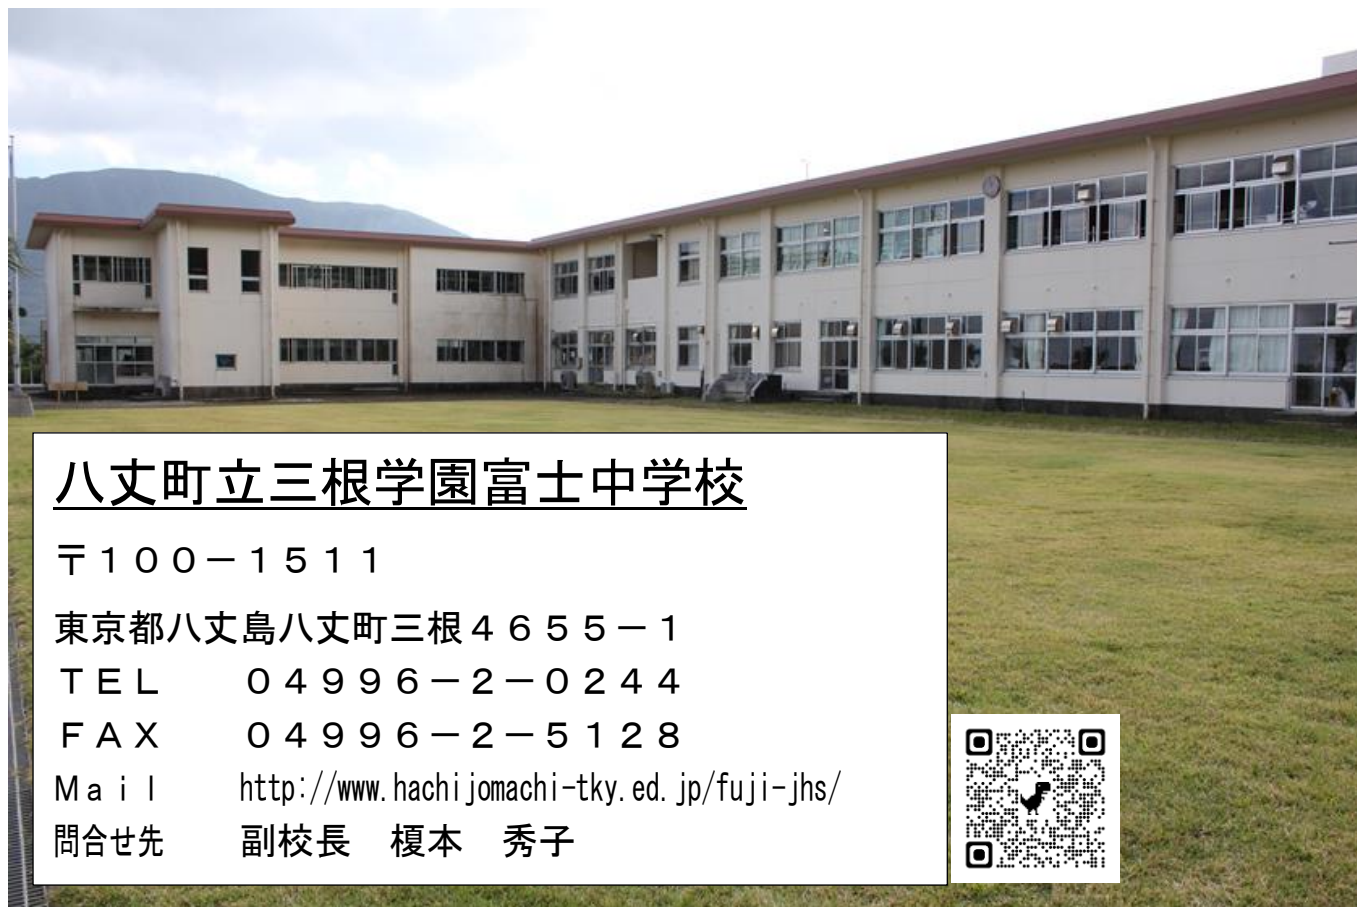 八丈町立三根学園富士中学校
〒１００－１５１１
東京都八丈島八丈町三根４６５５－１
ＴＥＬ　　０４９９６－２－０２４４
ＦＡＸ　　０４９９６－２－５１２８
Ｍａｉｌ　　http://www.hachijomachi-tky.ed.jp/fuji-jhs/
問合せ先　　副校長　榎本　秀子